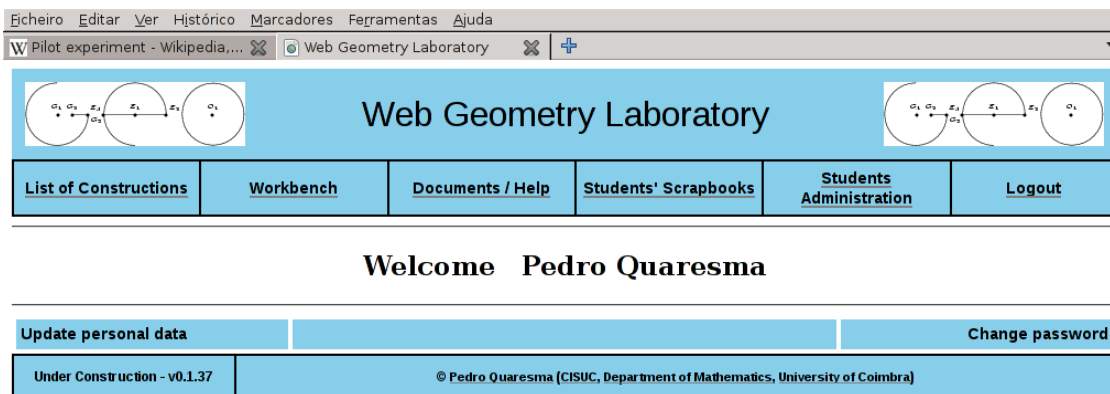 Eicheiro Editar Ver Histórico Marcadores Ferramentas Ajuda
W Pilot experiment - Wikipedia,... Web Geometry Laboratory
Web Geometry Laboratory
List of Constructions Workbench Documents / Help Students' Scrapbooks Students Administration Logout
Welcome Pedro Quaresma
Update personal data Change password
Under Construction - v0.1.37 © Pedro Quaresma (CISUC, Department of Mathematics, University of Coimbra)